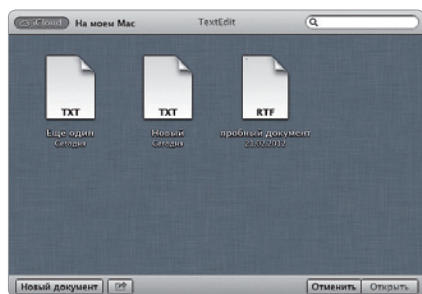 iCloud На моем Mac TextEdit
TXT TXT RTF
Еще один Новый пробный документ
Сегодня Сегодня 21.02.2012
Новый документ Отменить Открыть